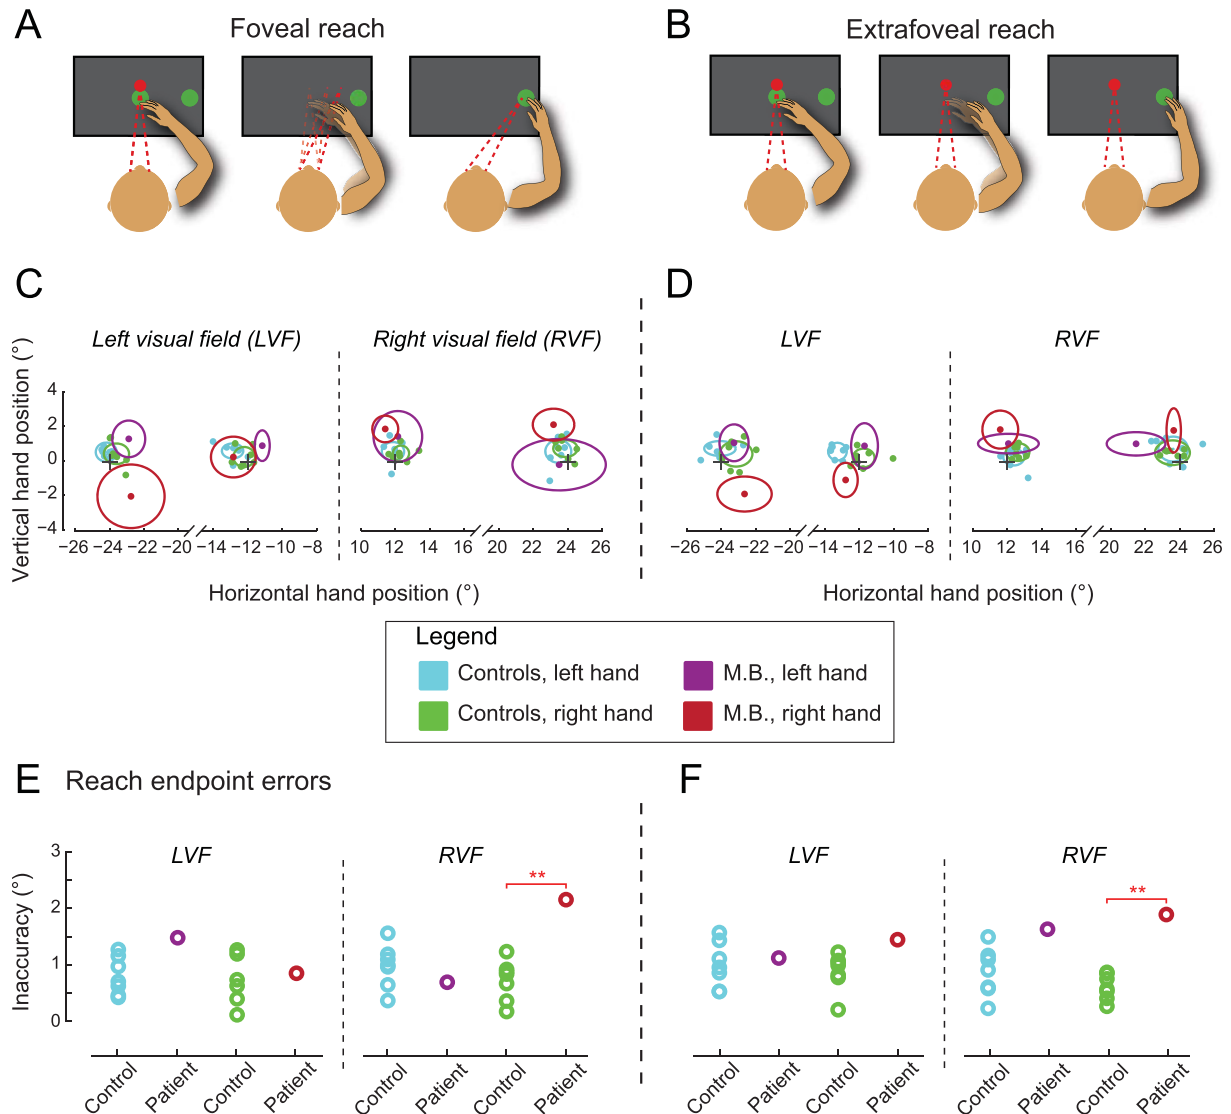 A
Foveal reach
B
Extrafoveal reach
C
D
Left visual field (LVF)
Right visual field (RVF)
LVF
RVF
Vertical hand position (°)
4
2
0
−2
−4
−26 −24 −22 −20 −14 −12 −10 −8
10 12 14 16 20 22 24 26
−26 −24 −22 −20 −14 −12 −10 −8
10 12 14 16 20 22 24 26
Horizontal hand position (°)
Horizontal hand position (°)
Legend
Controls, left hand
M.B., left hand
Controls, right hand
M.B., right hand
E
Reach endpoint errors
F
LVF
RVF
LVF
RVF
Inaccuracy (°)
3
2
1
0
**
**
Control Patient Control Patient
Control Patient Control Patient
Control Patient Control Patient
Control Patient Control Patient